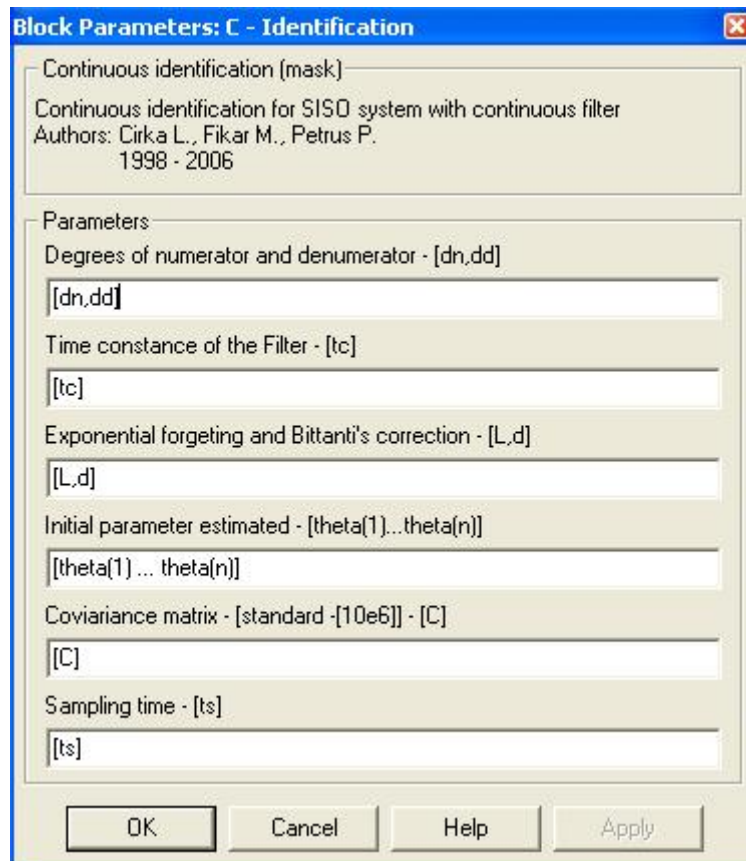 Block Parameters: C - Identification
Continuous identification (mask)
Continuous identification for SISO system with continuous filter
Authors: Cirka L., Fikar M., Petrus P.
1998 - 2006
Parameters
Degrees of numerator and denumerator - [dn,dd]
[dn,dd]
Time constance of the Filter - [tc]
[tc]
Exponential forgeting and Bittanti's correction - [L,d]
[L,d]
Initial parameter estimated - [theta(1)...theta(n)]
[theta(1) ... theta(n)]
Coviariance matrix - [standard -[10e6]] - [C]
[C]
Sampling time - [ts]
[ts]
OK Cancel Help Apply